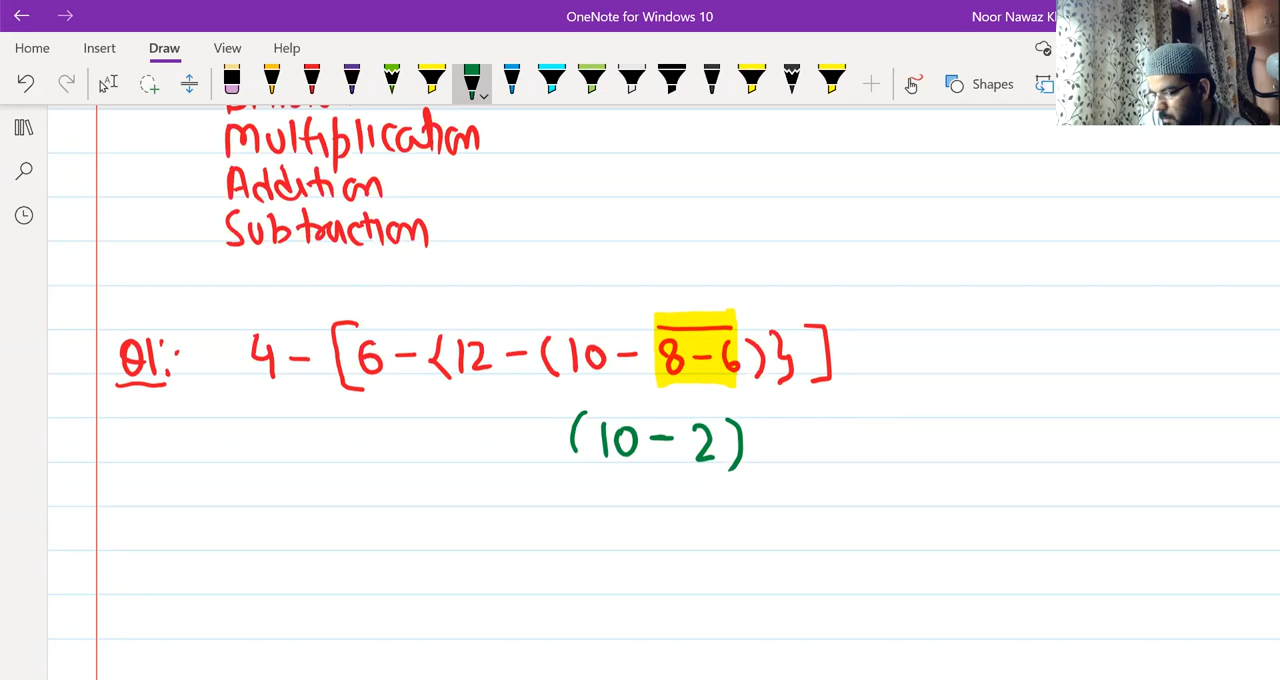 OneNote for Windows 10
Noor Nawaz K
Home Insert Draw View Help
Shapes
Multiplication
Addition
Subtraction
Q1: 4 - [6 - {12 - (10 - 8̅ ̅-̅ ̅6̅)}]
(10 - 2)